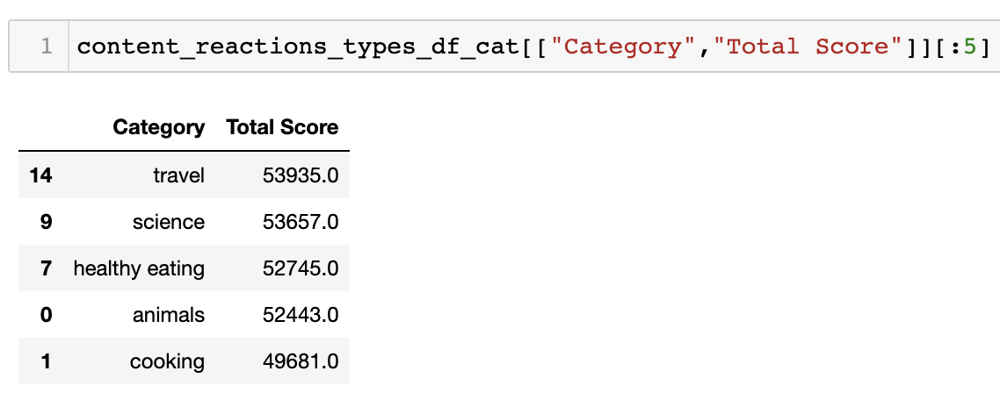 1 content_reactions_types_df_cat[["Category","Total Score"]][:5]
Category Total Score
14 travel 53935.0
9 science 53657.0
7 healthy eating 52745.0
0 animals 52443.0
1 cooking 49681.0